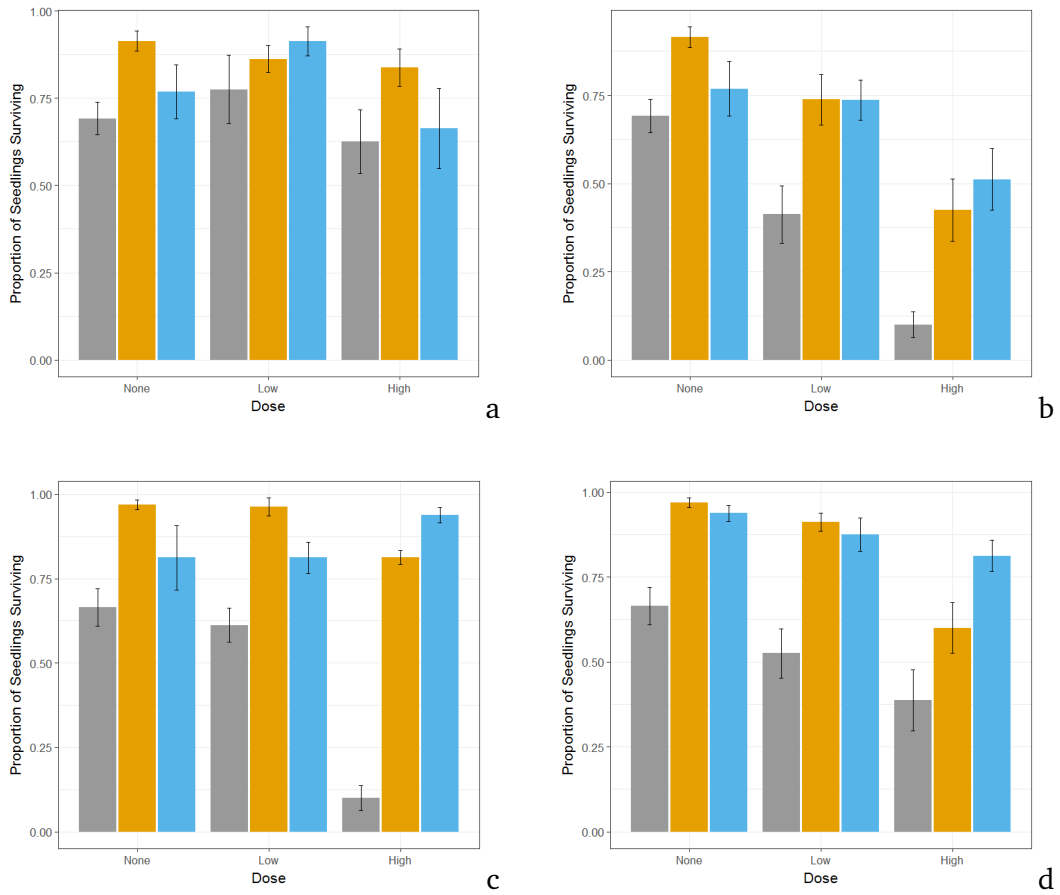 Proportion of Seedlings Surviving
1.00
0.75
0.50
0.25
0.00
None Low High
Dose
a
Proportion of Seedlings Surviving
0.75
0.50
0.25
0.00
None Low High
Dose
b
Proportion of Seedlings Surviving
1.00
0.75
0.50
0.25
0.00
None Low High
Dose
c
Proportion of Seedlings Surviving
1.00
0.75
0.50
0.25
0.00
None Low High
Dose
d